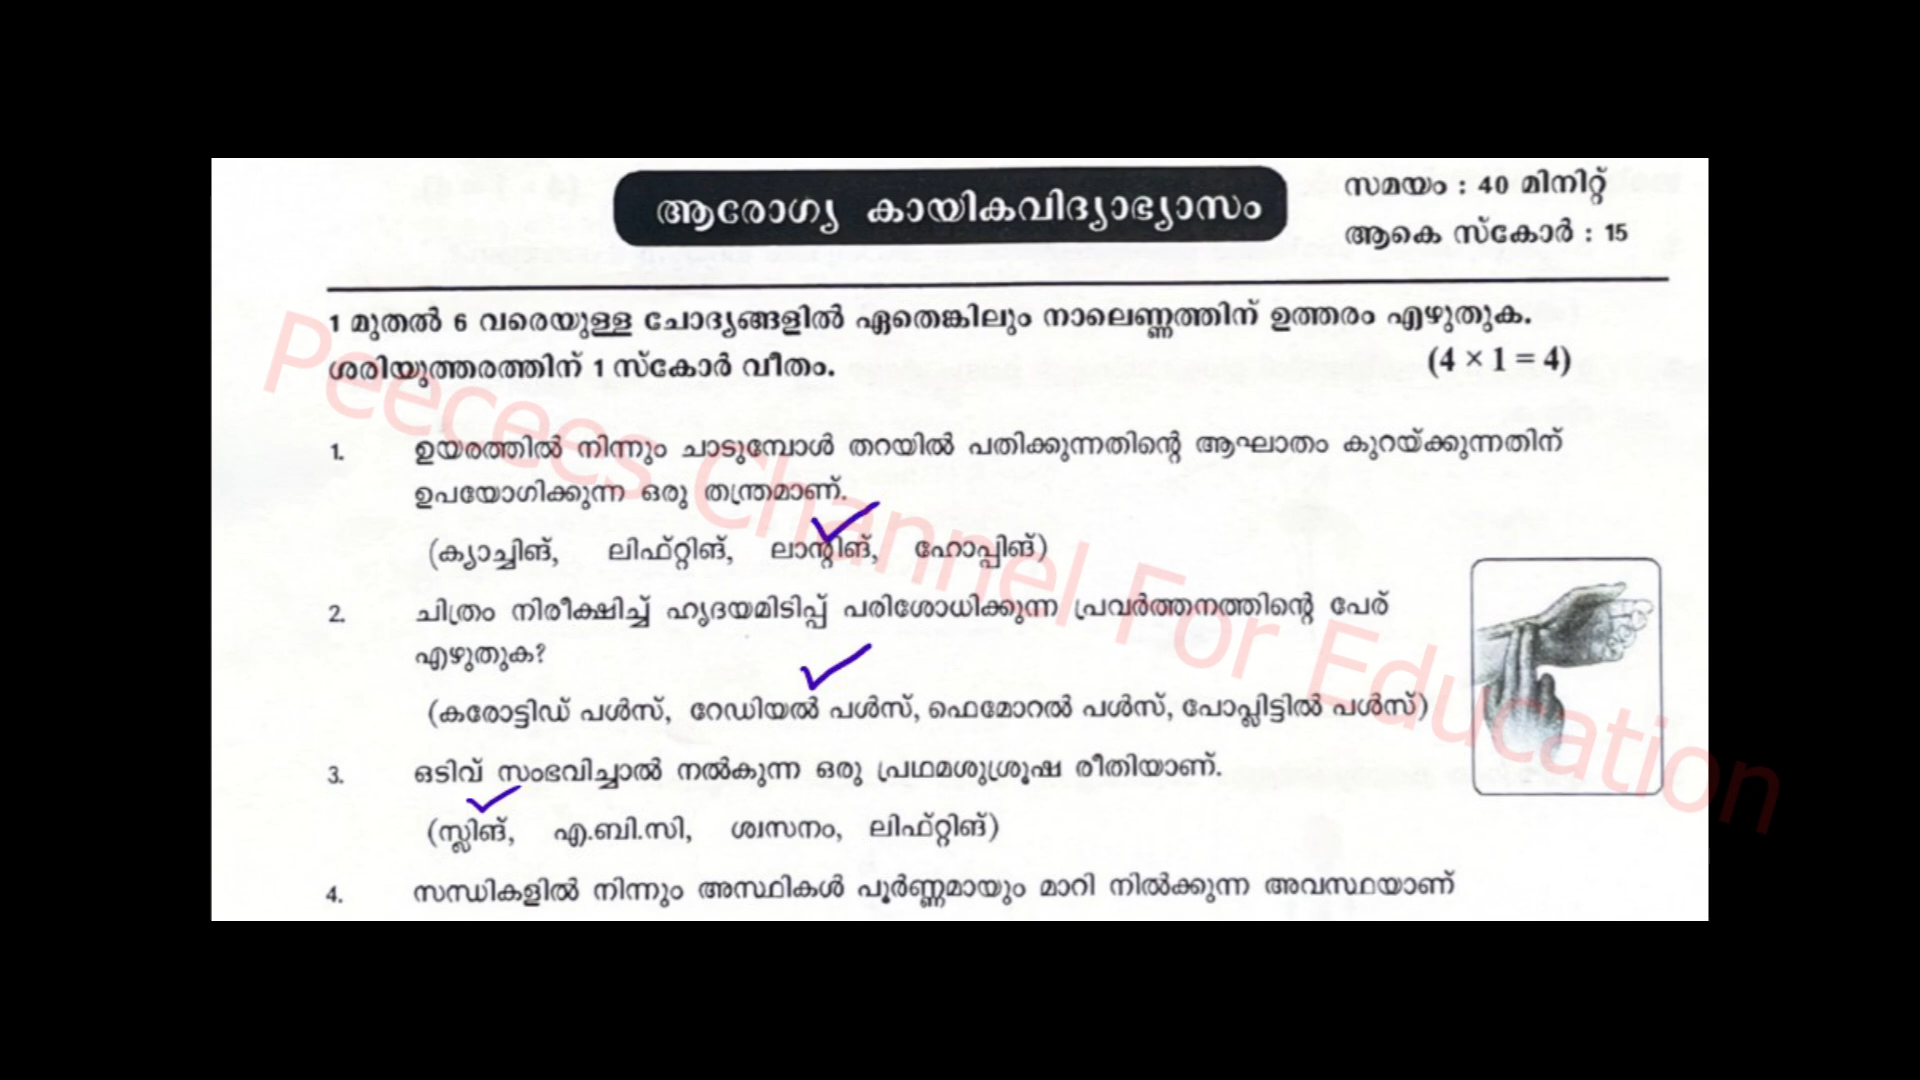 ആരോഗ്യ കായികവിദ്യാഭ്യാസം
സമയം : 40 മിനിറ്റ്
ആകെ സ്കോർ : 15
1 മുതൽ 6 വരെയുള്ള ചോദ്യങ്ങളിൽ ഏതെങ്കിലും നാലെണ്ണത്തിന് ഉത്തരം എഴുതുക.
ശരിയുത്തരത്തിന് 1 സ്കോർ വീതം. (4 × 1 = 4)
1. ഉയരത്തിൽ നിന്നും ചാടുമ്പോൾ തറയിൽ പതിക്കുന്നതിന്റെ ആഘാതം കുറയ്ക്കുന്നതിന്
ഉപയോഗിക്കുന്ന ഒരു തന്ത്രമാണ്.
(ക്യാച്ചിങ്, ലിഫ്റ്റിങ്, ലാന്റിങ്, ഹോപ്പിങ്)
2. ചിത്രം നിരീക്ഷിച്ച് ഹൃദയമിടിപ്പ് പരിശോധിക്കുന്ന പ്രവർത്തനത്തിന്റെ പേര്
എഴുതുക?
(കരോട്ടിഡ് പൾസ്, റേഡിയൽ പൾസ്, ഫെമോറൽ പൾസ്, പോപ്ലിട്ടിൽ പൾസ്)
3. ഒടിവ് സംഭവിച്ചാൽ നൽകുന്ന ഒരു പ്രഥമശുശ്രൂഷ രീതിയാണ്.
(സ്ലിങ്, എ.ബി.സി, ശ്വസനം, ലിഫ്റ്റിങ്)
4. സന്ധികളിൽ നിന്നും അസ്ഥികൾ പൂർണ്ണമായും മാറി നിൽക്കുന്ന അവസ്ഥയാണ്
Peecees Channel For Education